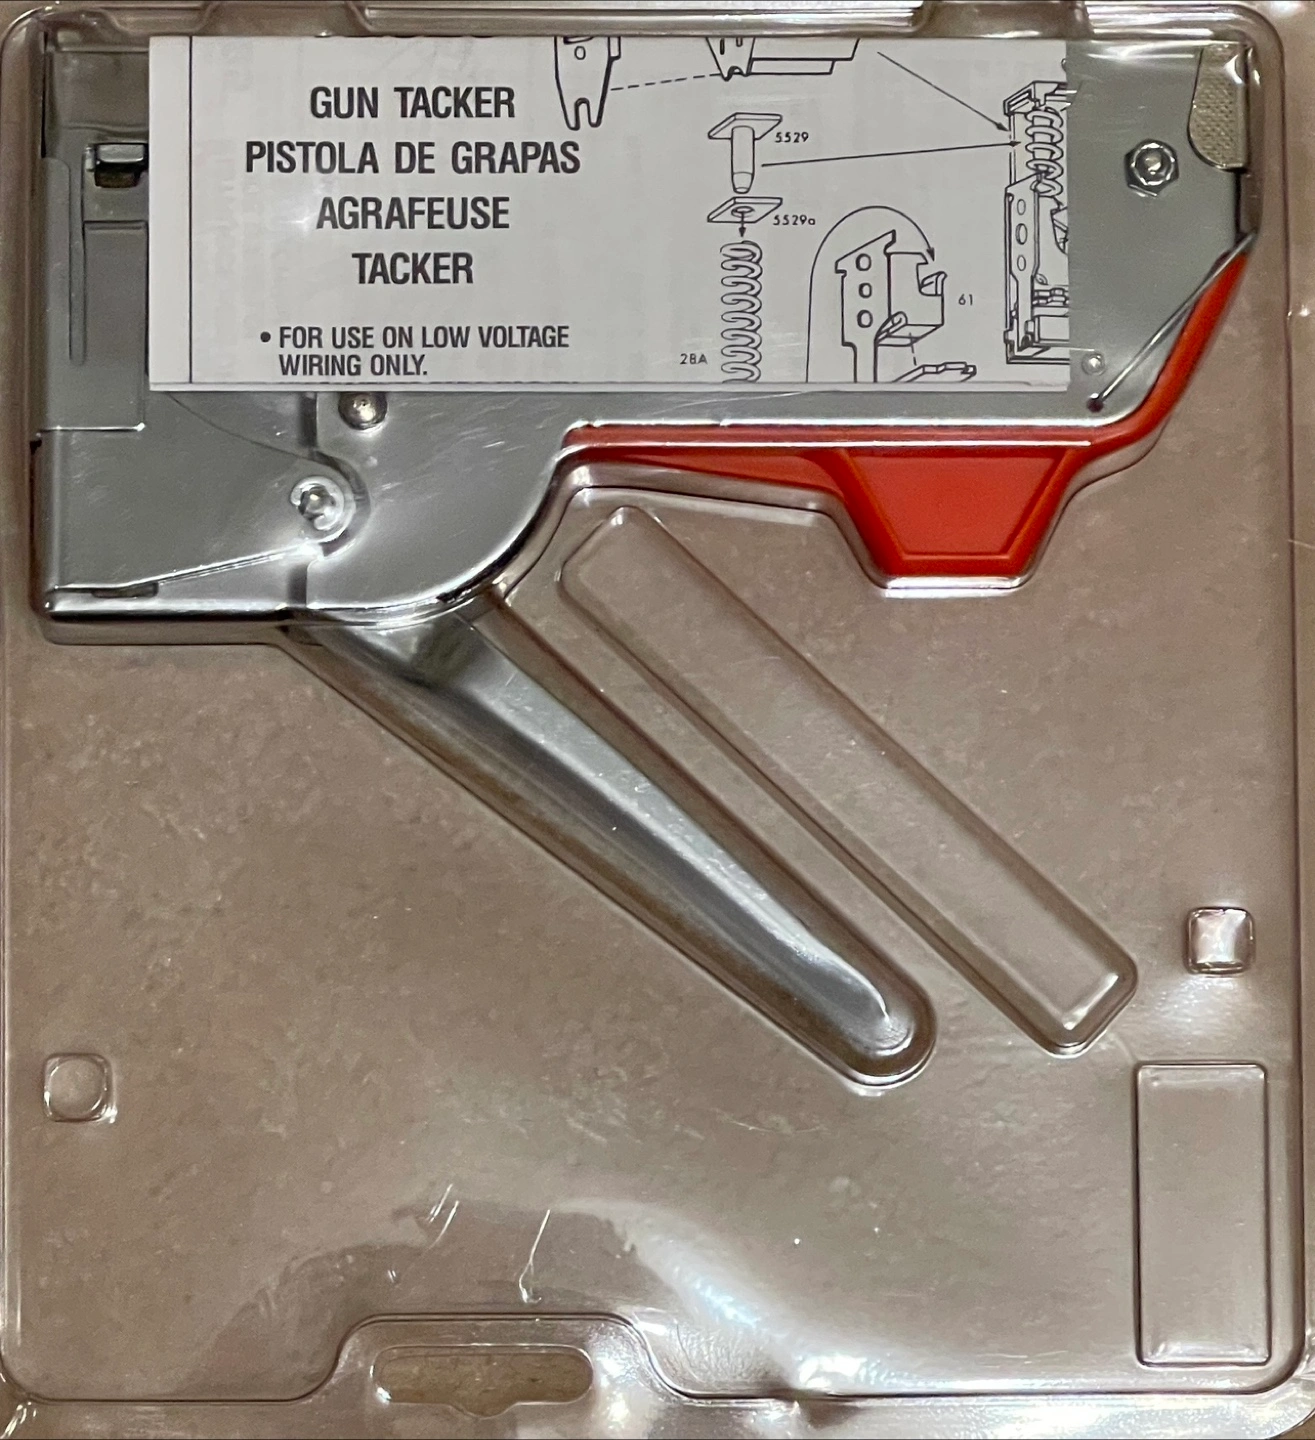 GUN TACKER
PISTOLA DE GRAPAS
AGRAFEUSE
TACKER
• FOR USE ON LOW VOLTAGE
WIRING ONLY.
5529
5529a
28A
61